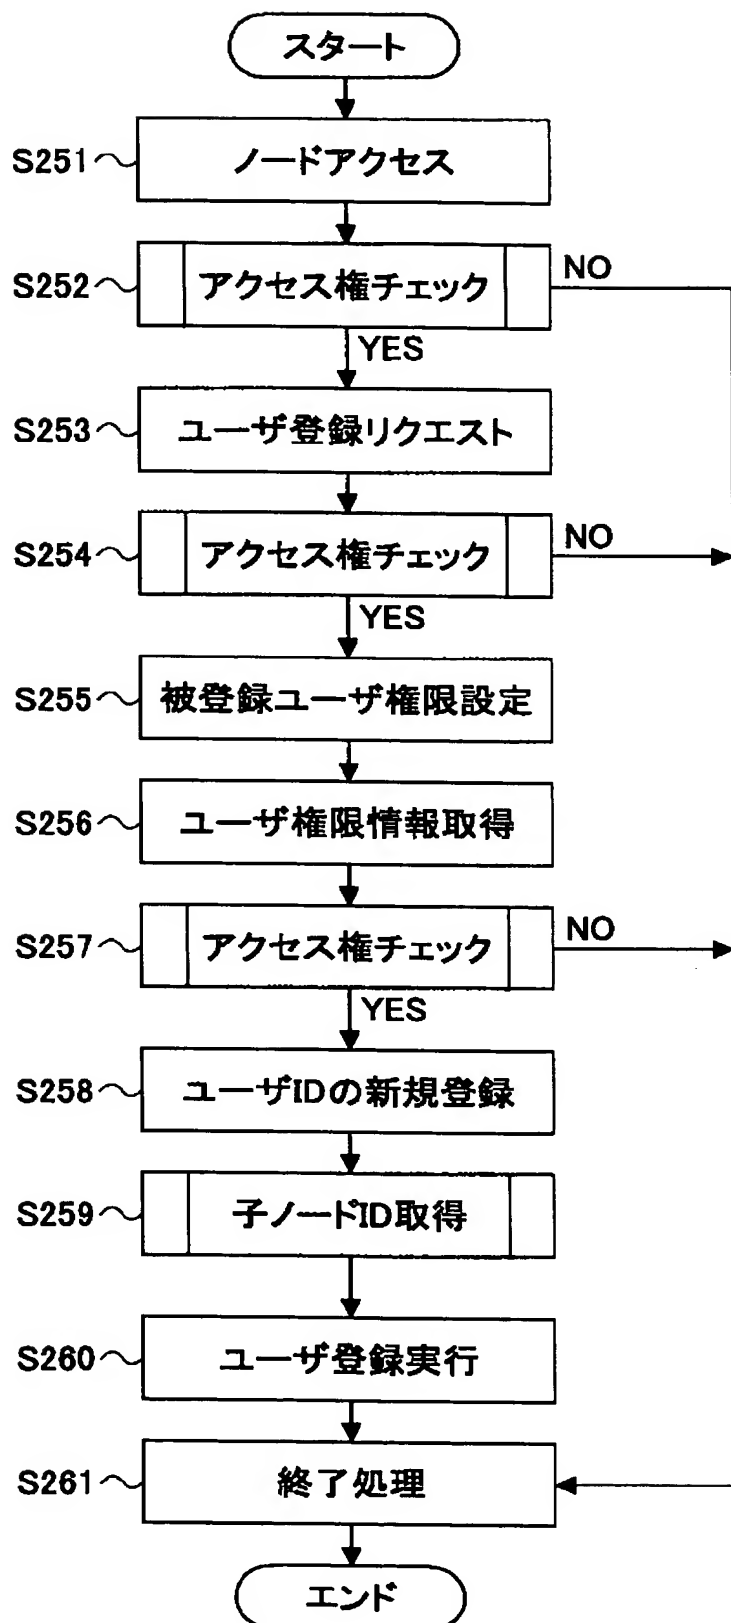 スタート
S251
ノードアクセス
S252
アクセス権チェック
NO
YES
S253
ユーザ登録リクエスト
S254
アクセス権チェック
NO
YES
S255
被登録ユーザ権限設定
S256
ユーザ権限情報取得
S257
アクセス権チェック
NO
YES
S258
ユーザIDの新規登録
S259
子ノードID取得
S260
ユーザ登録実行
S261
終了処理
エンド